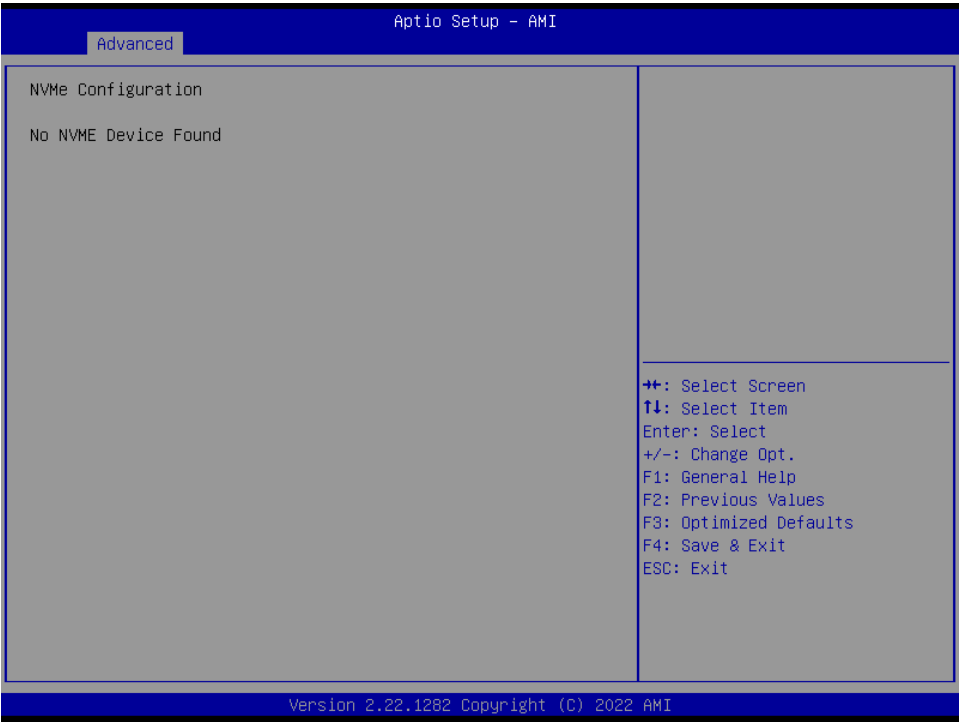 Aptio Setup – AMI
Advanced
NVMe Configuration
No NVME Device Found
→←: Select Screen
↑↓: Select Item
Enter: Select
+/-: Change Opt.
F1: General Help
F2: Previous Values
F3: Optimized Defaults
F4: Save & Exit
ESC: Exit
Version 2.22.1282 Copyright (C) 2022 AMI